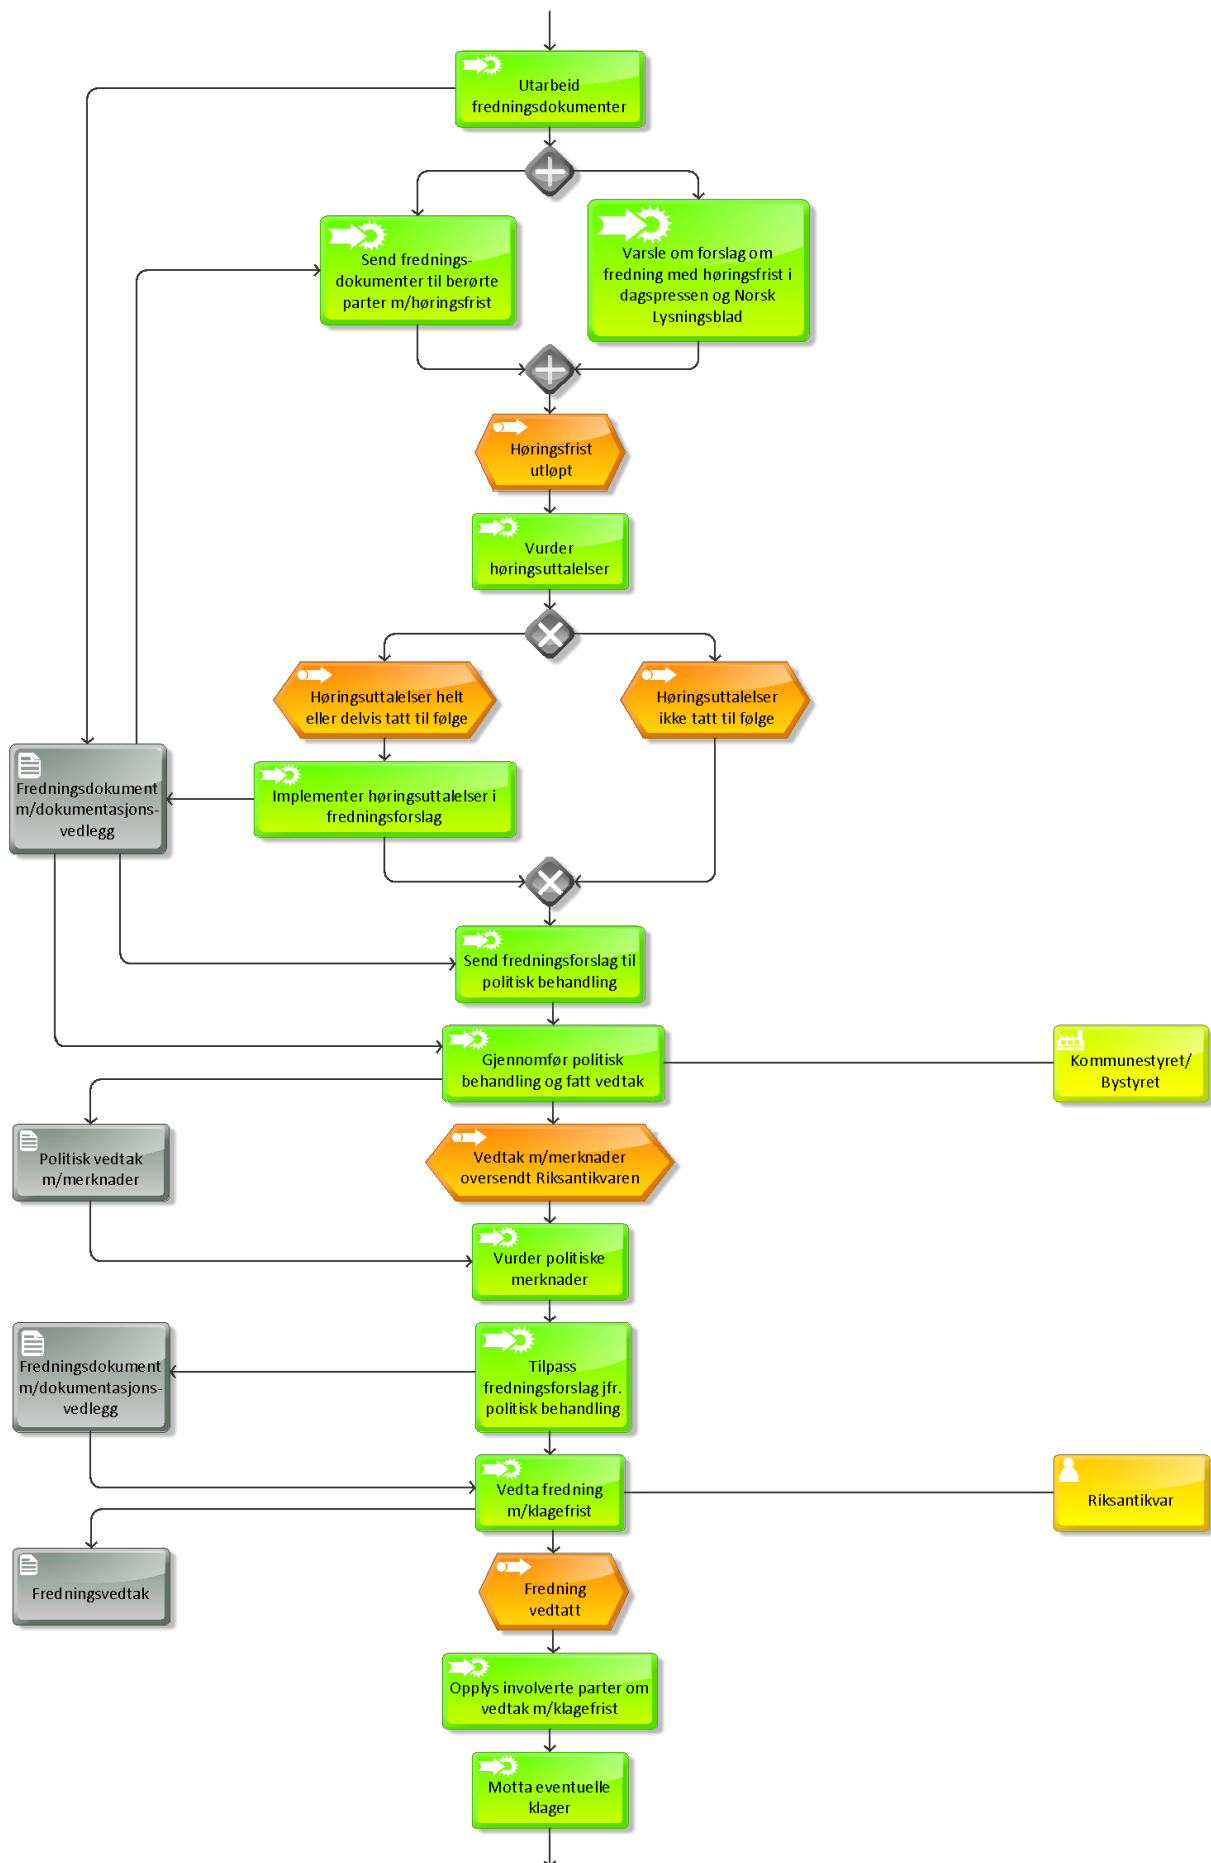 Utarbeid
fredningsdokumenter
Send frednings-
dokumenter til berørte
parter m/høringsfrist
Varsle om forslag om
fredning med høringsfrist i
dagspressen og Norsk
Lysningsblad
Høringsfrist
utløpt
Vurder
høringsuttalelser
Høringsuttalelser helt
eller delvis tatt til følge
Høringsuttalelser
ikke tatt til følge
Fredningsdokument
m/dokumentasjons-
vedlegg
Implementer høringsuttalelser i
fredningsforslag
Send fredningsforslag til
politisk behandling
Gjennomfør politisk
behandling og fatt vedtak
Kommunestyret/
Bystyret
Politisk vedtak
m/merknader
Vedtak m/merknader
oversendt Riksantikvaren
Vurder politiske
merknader
Fredningsdokument
m/dokumentasjons-
vedlegg
Tilpass
fredningsforslag jfr.
politisk behandling
Vedta fredning
m/klagefrist
Riksantikvar
Fredningsvedtak
Fredning
vedtatt
Opplys involverte parter om
vedtak m/klagefrist
Motta eventuelle
klager